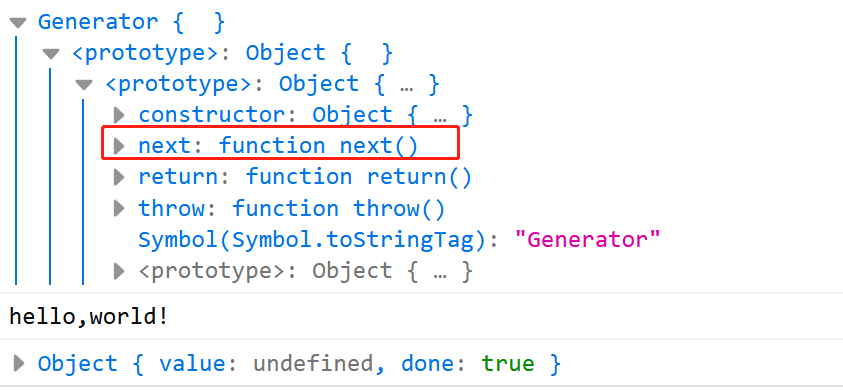 Generator {  }
<prototype>: Object {  }
<prototype>: Object { … }
constructor: Object { … }
next: function next()
return: function return()
throw: function throw()
Symbol(Symbol.toStringTag): "Generator"
<prototype>: Object { … }
hello,world!
Object { value: undefined, done: true }